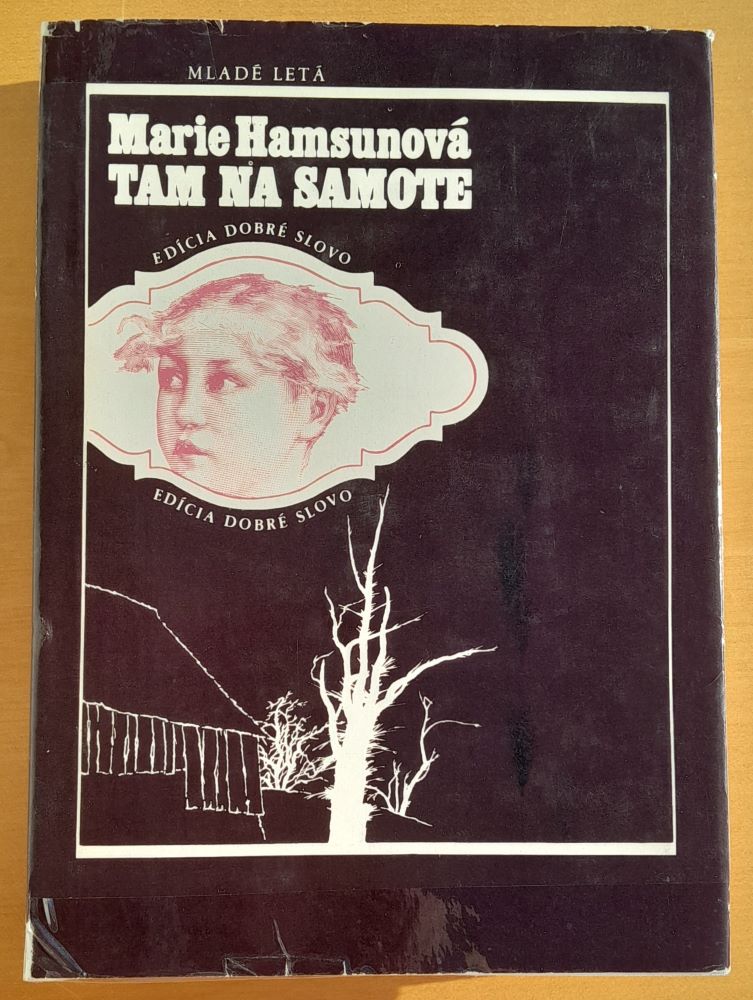 MLADÉ LETÁ
Marie Hamsunová
TAM NA SAMOTE
EDÍCIA DOBRÉ SLOVO
EDÍCIA DOBRÉ SLOVO